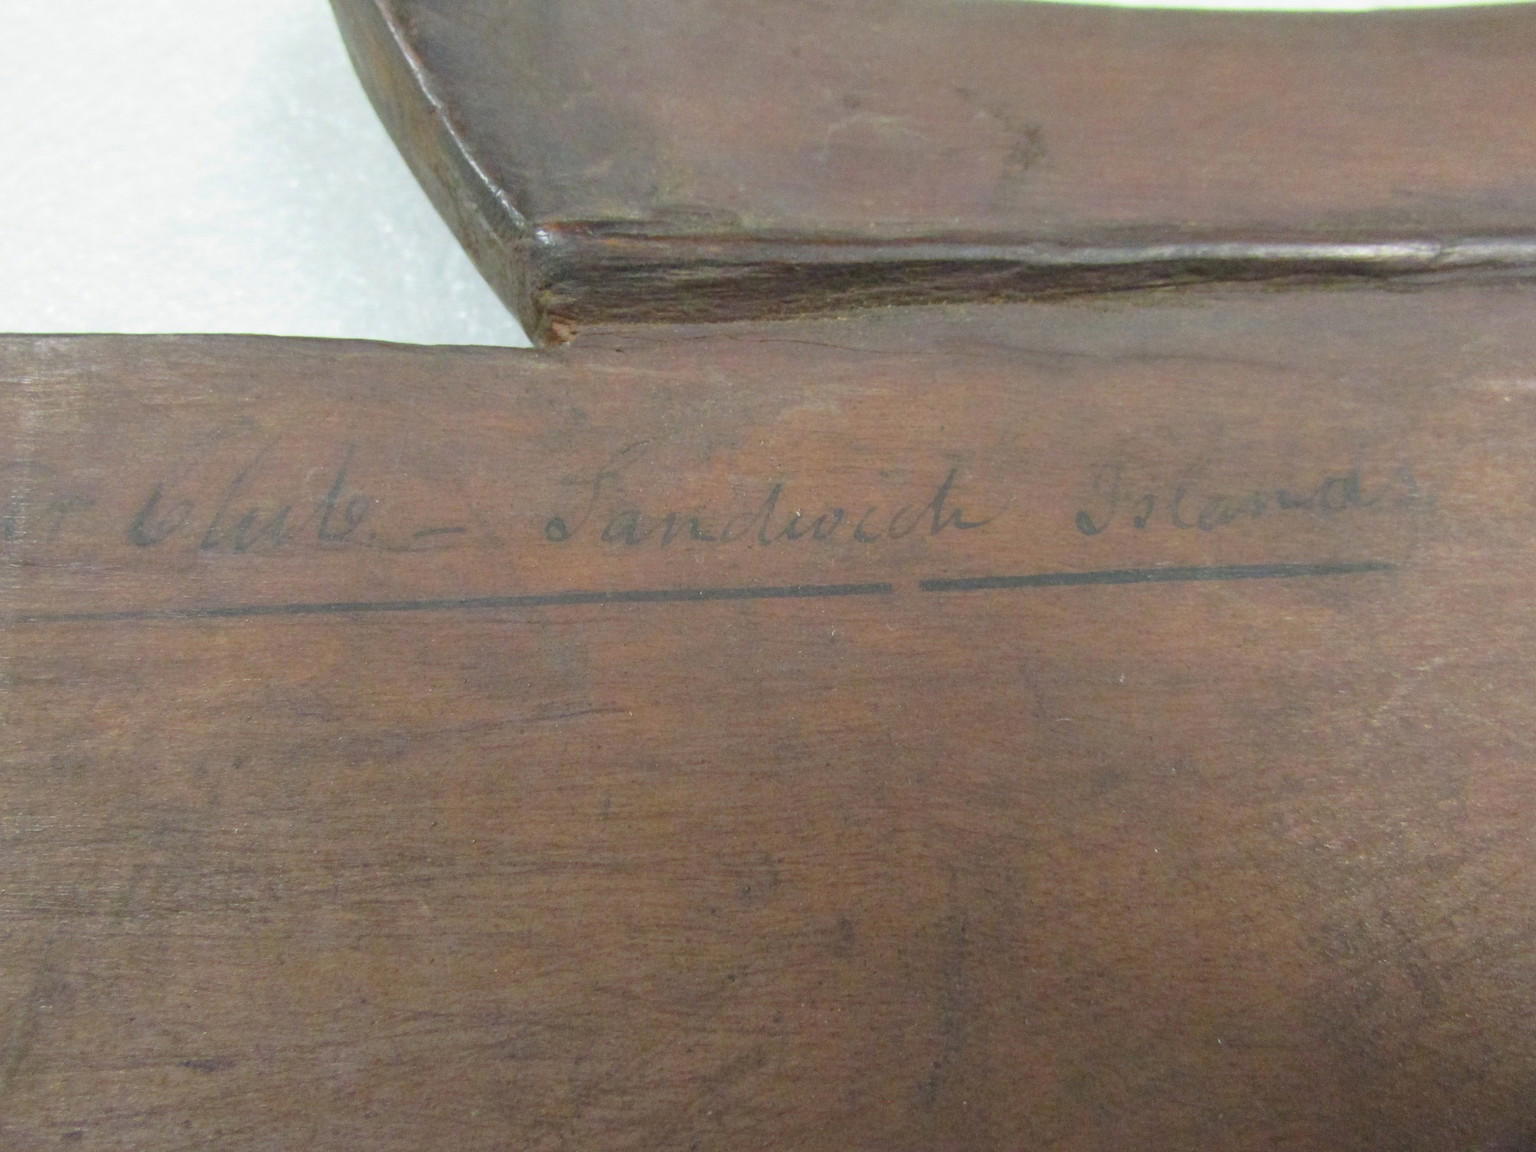 Club. – Sandwich Islands